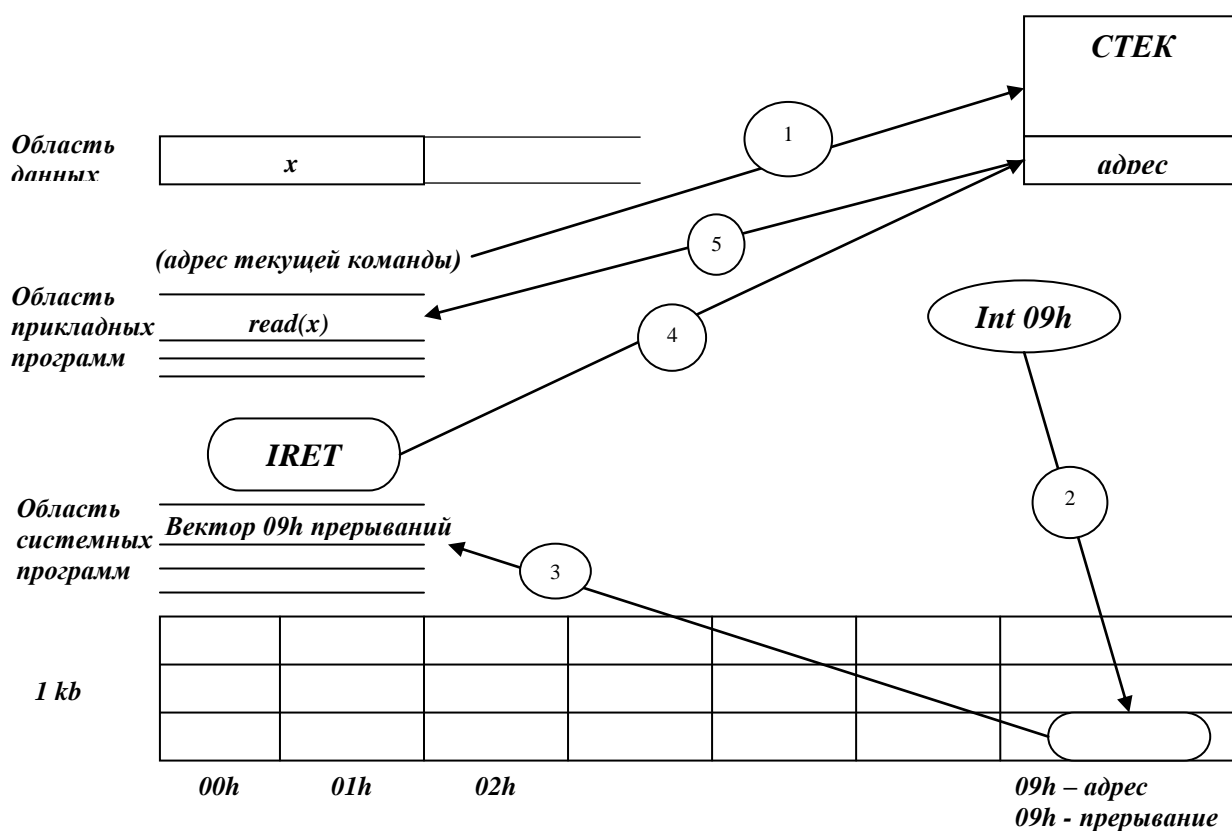 СТЕК
1
Область
данных
x
адрес
5
(адрес текущей команды)
Область
прикладных
программ
read(x)
Int 09h
4
IRET
2
Область
системных
программ
Вектор 09h прерываний
3
1 kb
00h 01h 02h
09h – адрес
09h - прерывание